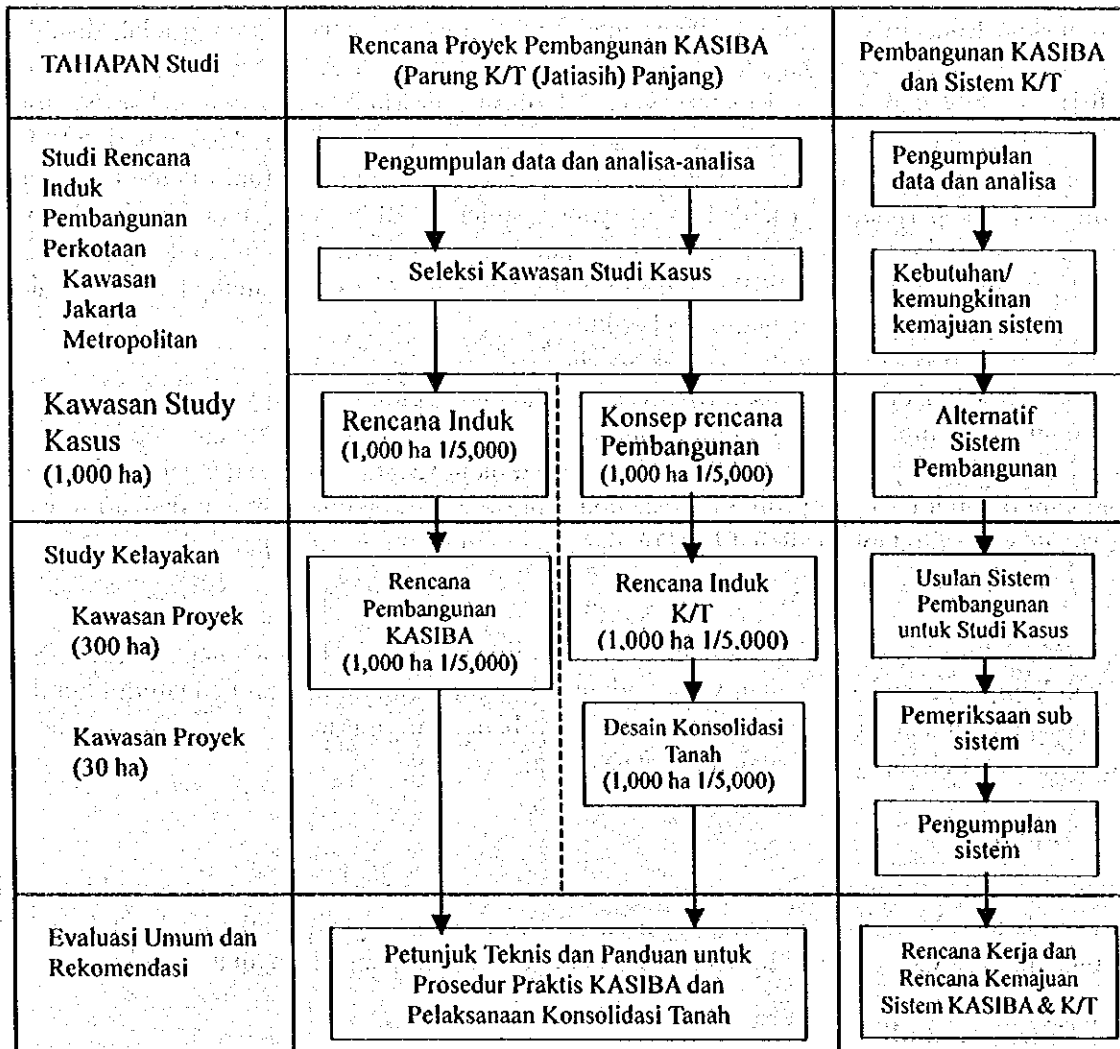 TAHAPAN Studi
Rencana Proyek Pembangunan KASIBA
(Parung K/T (Jatiasih) Panjang)
Pembangunan KASIBA
dan Sistem K/T
Studi Rencana
Induk
Pembangunan
Perkotaan
Kawasan
Jakarta
Metropolitan
Pengumpulan data dan analisa-analisa
Seleksi Kawasan Studi Kasus
Pengumpulan
data dan analisa
Kebutuhan/
kemungkinan
kemajuan sistem
Kawasan Study
Kasus
(1,000 ha)
Rencana Induk
(1,000 ha 1/5,000)
Konsep rencana
Pembangunan
(1,000 ha 1/5,000)
Alternatif
Sistem
Pembangunan
Study Kelayakan
Kawasan Proyek
(300 ha)
Kawasan Proyek
(30 ha)
Rencana
Pembangunan
KASIBA
(1,000 ha 1/5,000)
Rencana Induk
K/T
(1,000 ha 1/5.000)
Desain Konsolidasi
Tanah
(1,000 ha 1/5,000)
Usulan Sistem
Pembangunan
untuk Studi Kasus
Pemeriksaan sub
sistem
Pengumpulan
sistem
Evaluasi Umum dan
Rekomendasi
Petunjuk Teknis dan Panduan untuk
Prosedur Praktis KASIBA dan
Pelaksanaan Konsolidasi Tanah
Rencana Kerja dan
Rencana Kemajuan
Sistem KASIBA & K/T